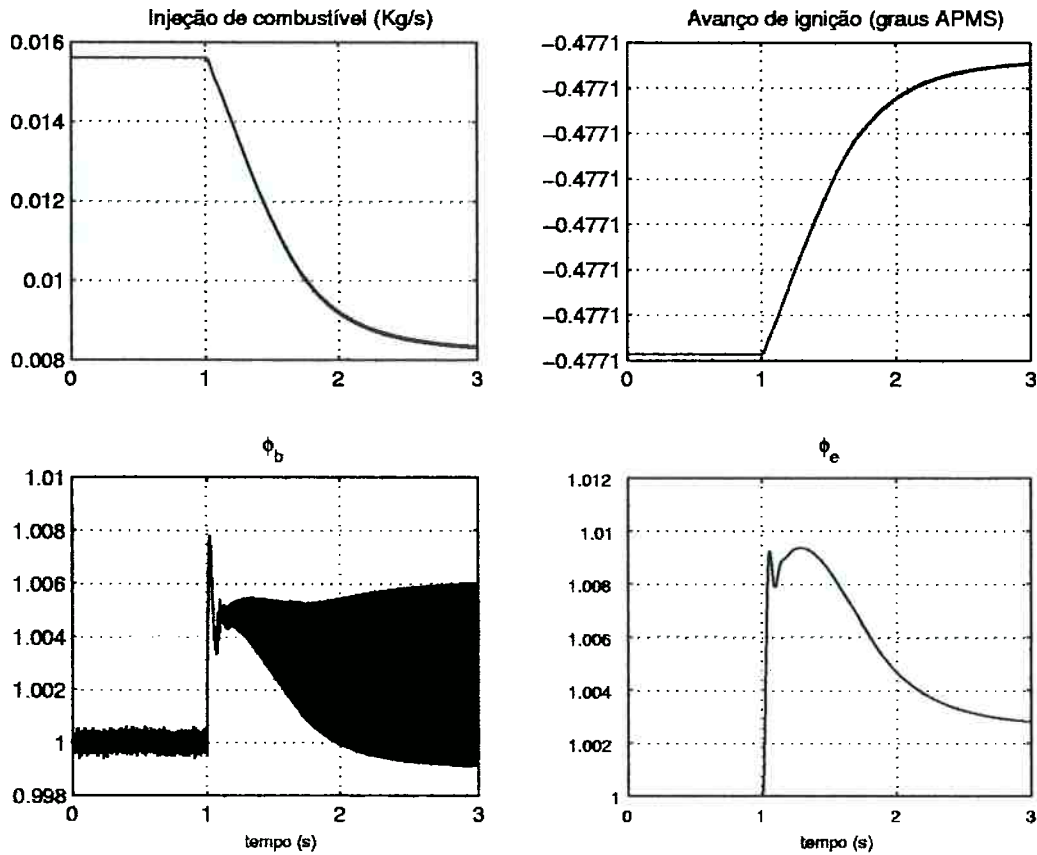 Injeção de combustível (Kg/s)
0.016
0.014
0.012
0.01
0.008
0 1 2 3
Avanço de ignição (graus APMS)
−0.4771
−0.4771
−0.4771
−0.4771
−0.4771
−0.4771
−0.4771
−0.4771
0 1 2 3
ϕb
1.01
1.008
1.006
1.004
1.002
1
0.998
0 1 2 3
tempo (s)
ϕe
1.012
1.01
1.008
1.006
1.004
1.002
1
0 1 2 3
tempo (s)